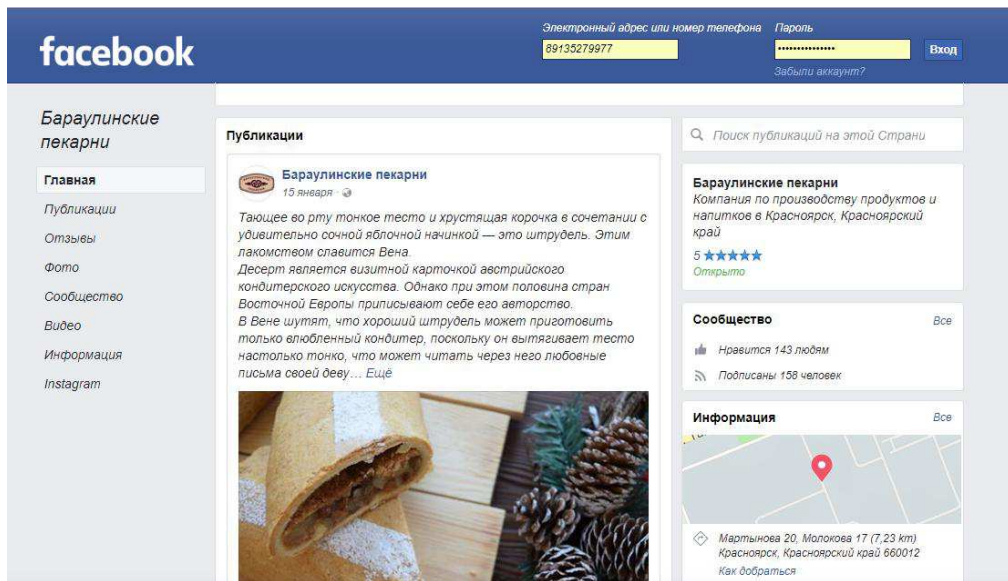 facebook
Электронный адрес или номер телефона
Пароль
89135279977
•••••••••••••••
Вход
Забыли аккаунт?
Бараулинские
пекарни
Главная
Публикации
Отзывы
Фото
Сообщество
Видео
Информация
Instagram
Публикации
Бараулинские пекарни
15 января ·
Тающее во рту тонкое тесто и хрустящая корочка в сочетании с
удивительно сочной яблочной начинкой — это штрудель. Этим
лакомством славится Вена.
Десерт является визитной карточкой австрийского
кондитерского искусства. Однако при этом половина стран
Восточной Европы приписывают себе его авторство.
В Вене шутят, что хороший штрудель может приготовить
только влюбленный кондитер, поскольку он вытягивает тесто
настолько тонко, что может читать через него любовные
письма своей деву… Ещё
Поиск публикаций на этой Страни
Бараулинские пекарни
Компания по производству продуктов и
напитков в Красноярск, Красноярский
край
5 ★★★★★
Открыто
Сообщество
Все
Нравится 143 людям
Подписаны 158 человек
Информация
Все
Мартынова 20, Молокова 17 (7,23 km)
Красноярск, Красноярский край 660012
Как добраться